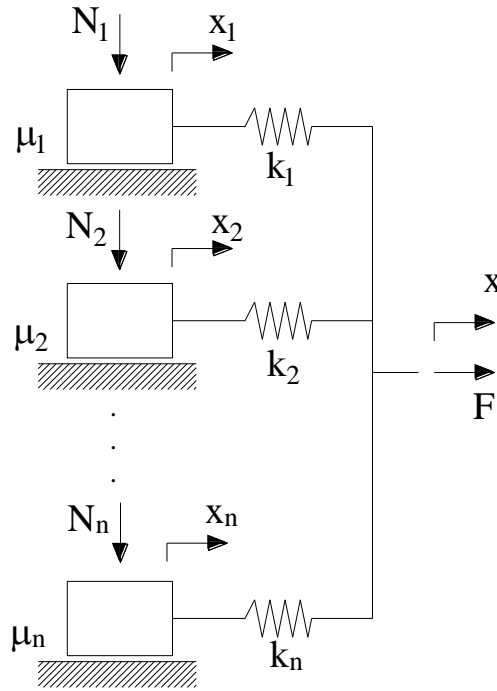 N₁ x₁
μ₁
k₁
N₂ x₂
x
μ₂
k₂
F
.
.
.
Nₙ xₙ
μₙ
kₙ